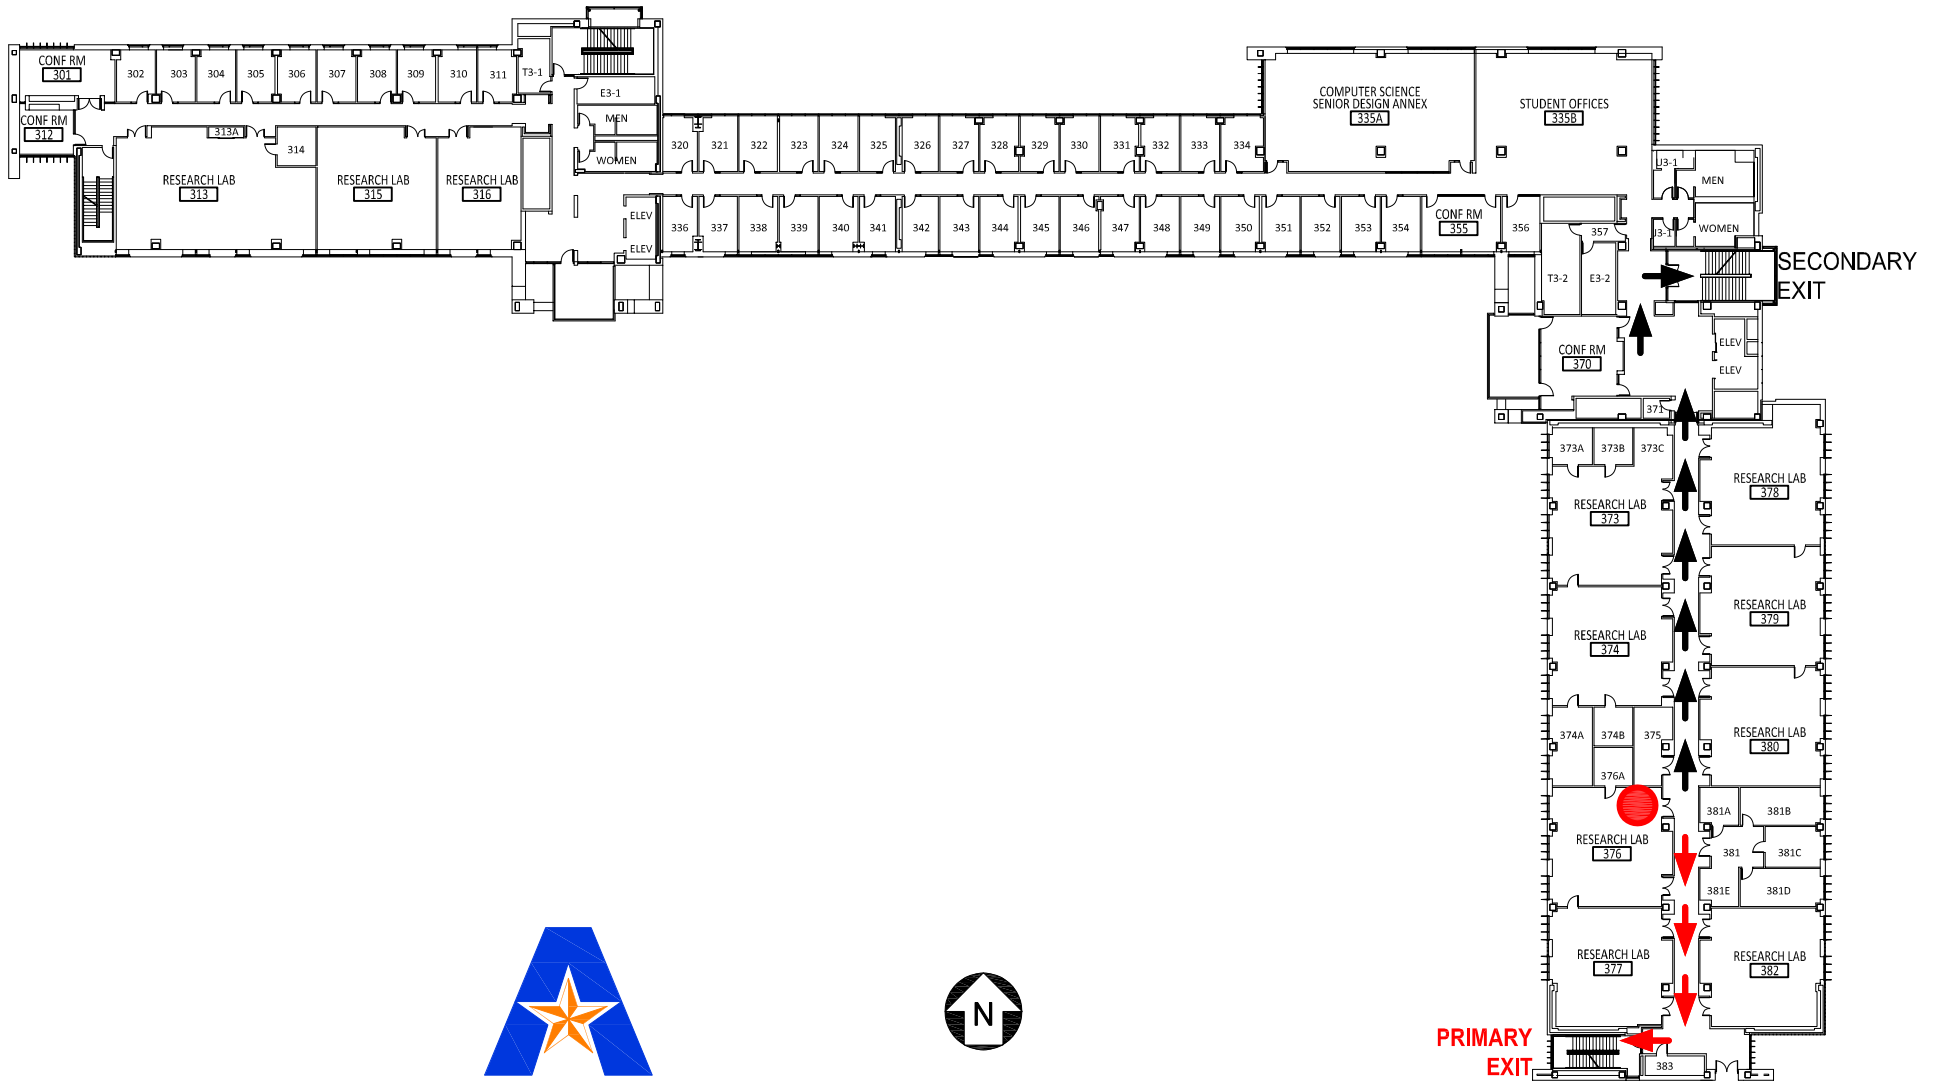 CONF RM
301
302
303
304
305
306
307
308
309
310
311
T3-1
E3-1
MEN
WOMEN
CONF RM
312
313A
314
RESEARCH LAB
313
RESEARCH LAB
315
RESEARCH LAB
316
ELEV
ELEV
320
321
322
323
324
325
326
327
328
329
330
331
332
333
334
COMPUTER SCIENCE
SENIOR DESIGN ANNEX
335A
STUDENT OFFICES
335B
336
337
338
339
340
341
342
343
344
345
346
347
348
349
350
351
352
353
354
CONF RM
355
356
357
J3-1
MEN
J3-1
WOMEN
T3-2
E3-2
SECONDARY
EXIT
CONF RM
370
ELEV
ELEV
371
373A
373B
373C
RESEARCH LAB
373
RESEARCH LAB
378
RESEARCH LAB
374
RESEARCH LAB
379
374A
374B
375
376A
RESEARCH LAB
380
RESEARCH LAB
376
381A
381B
381
381C
381E
381D
RESEARCH LAB
377
RESEARCH LAB
382
383
PRIMARY
EXIT
N
A